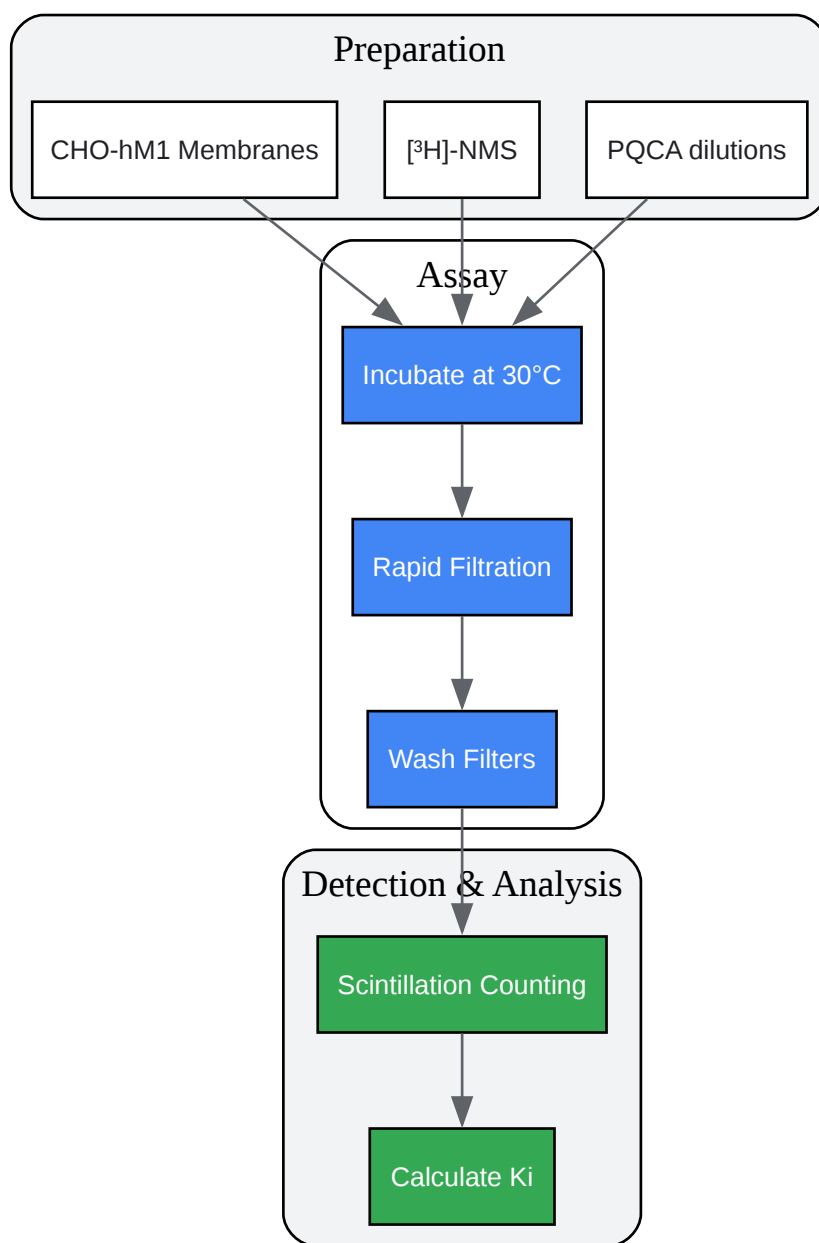 Preparation
CHO-hM1 Membranes
[³H]-NMS
PQCA dilutions
Assay
Incubate at 30°C
Rapid Filtration
Wash Filters
Detection & Analysis
Scintillation Counting
Calculate Ki